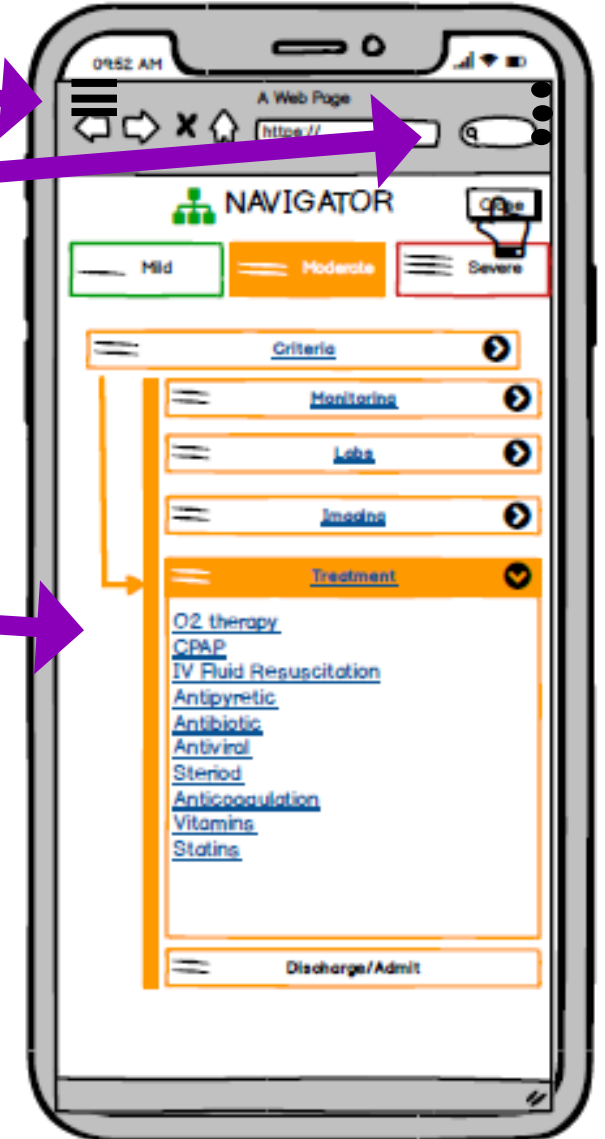 09:52 AM
A Web Page
https://
NAVIGATOR
Close
Mild
Moderate
Severe
Criteria
Monitoring
Labs
Imaging
Treatment
O2 therapy
CPAP
IV Fluid Resuscitation
Antipyretic
Antibiotic
Antiviral
Steriod
Anticoagulation
Vitamins
Statins
Discharge/Admit